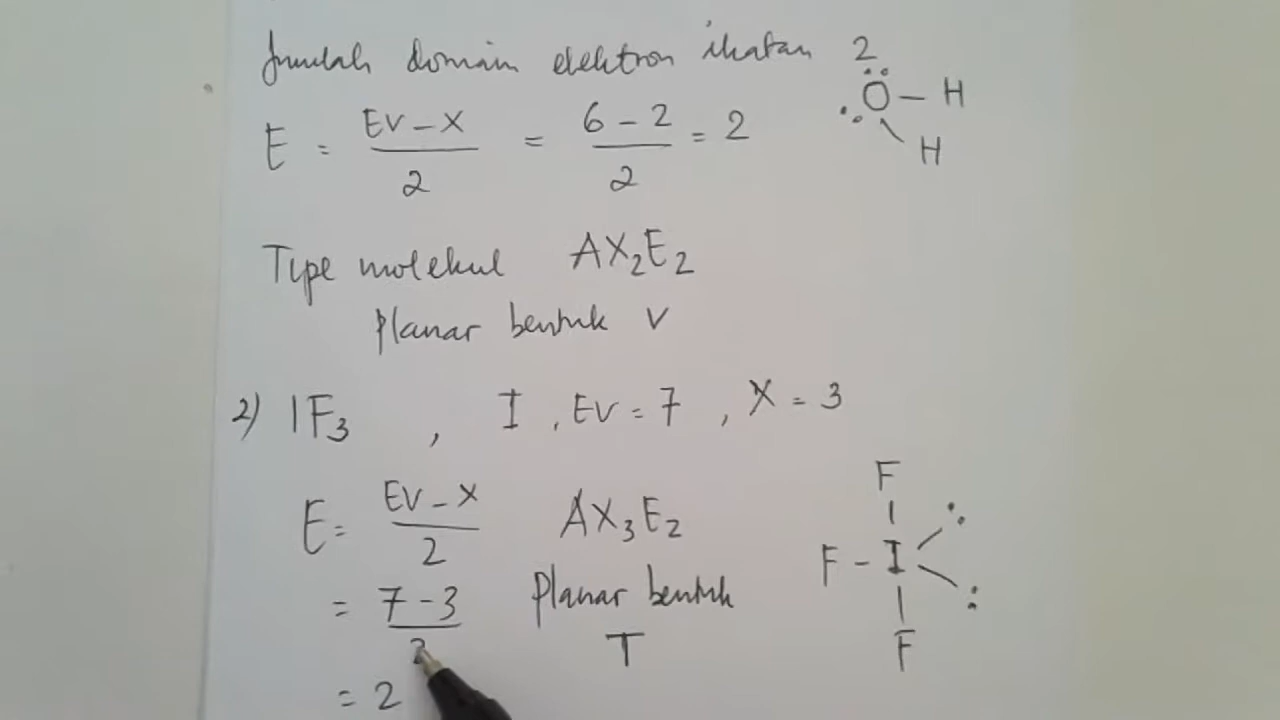 Jumlah domain elektron ikatan 2
E = EV - X / 2 = 6 - 2 / 2 = 2
O - H
H
Tipe molekul AX₂E₂
planar bentuk V
2) IF₃ , I , EV = 7 , X = 3
E = EV - X / 2
AX₃E₂
= 7 - 3 / 2
Planar bentuk
T
= 2
F
F - I
F